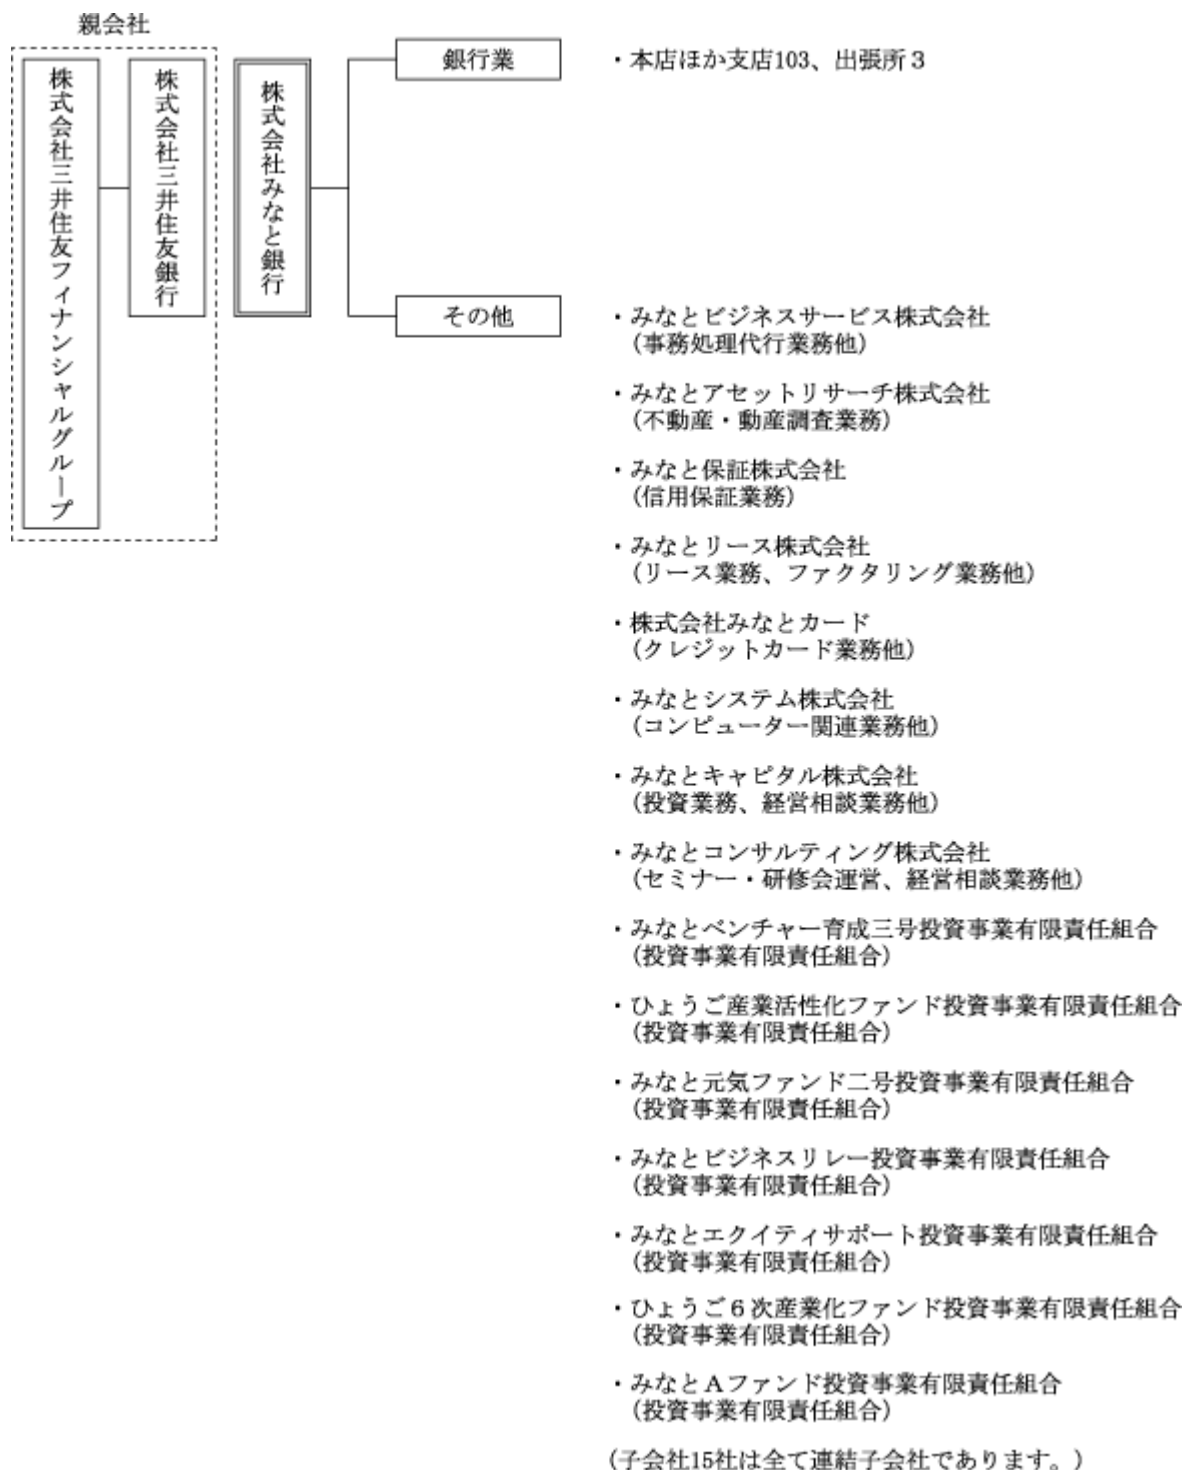 親会社
株式会社三井住友フィナンシャルグループ
株式会社三井住友銀行
株式会社みなと銀行
銀行業
・本店ほか支店103、出張所３
その他
・みなとビジネスサービス株式会社
（事務処理代行業務他）
・みなとアセットリサーチ株式会社
（不動産・動産調査業務）
・みなと保証株式会社
（信用保証業務）
・みなとリース株式会社
（リース業務、ファクタリング業務他）
・株式会社みなとカード
（クレジットカード業務他）
・みなとシステム株式会社
（コンピューター関連業務他）
・みなとキャピタル株式会社
（投資業務、経営相談業務他）
・みなとコンサルティング株式会社
（セミナー・研修会運営、経営相談業務他）
・みなとベンチャー育成三号投資事業有限責任組合
（投資事業有限責任組合）
・ひょうご産業活性化ファンド投資事業有限責任組合
（投資事業有限責任組合）
・みなと元気ファンド二号投資事業有限責任組合
（投資事業有限責任組合）
・みなとビジネスリレー投資事業有限責任組合
（投資事業有限責任組合）
・みなとエクイティサポート投資事業有限責任組合
（投資事業有限責任組合）
・ひょうご６次産業化ファンド投資事業有限責任組合
（投資事業有限責任組合）
・みなとＡファンド投資事業有限責任組合
（投資事業有限責任組合）
（子会社15社は全て連結子会社であります。）